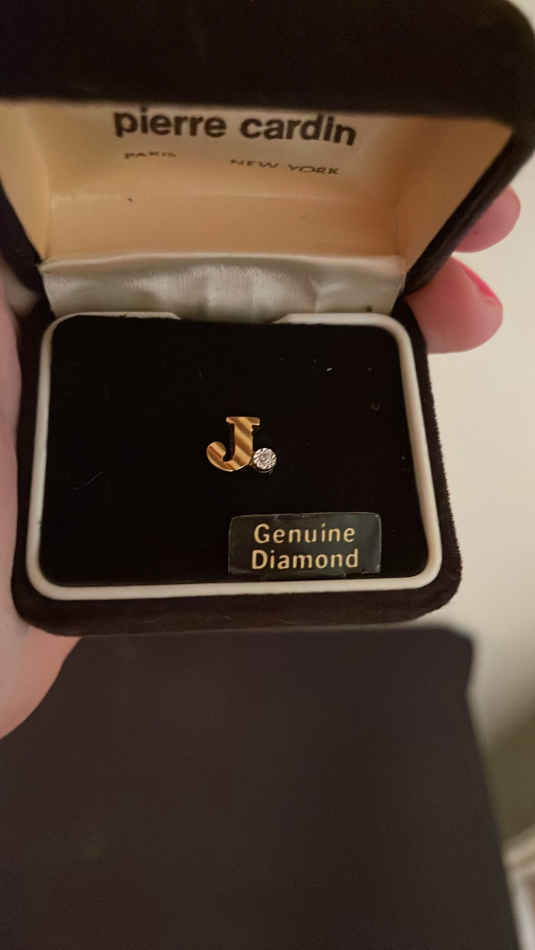 pierre cardin
PARIS NEW YORK
J
Genuine
Diamond